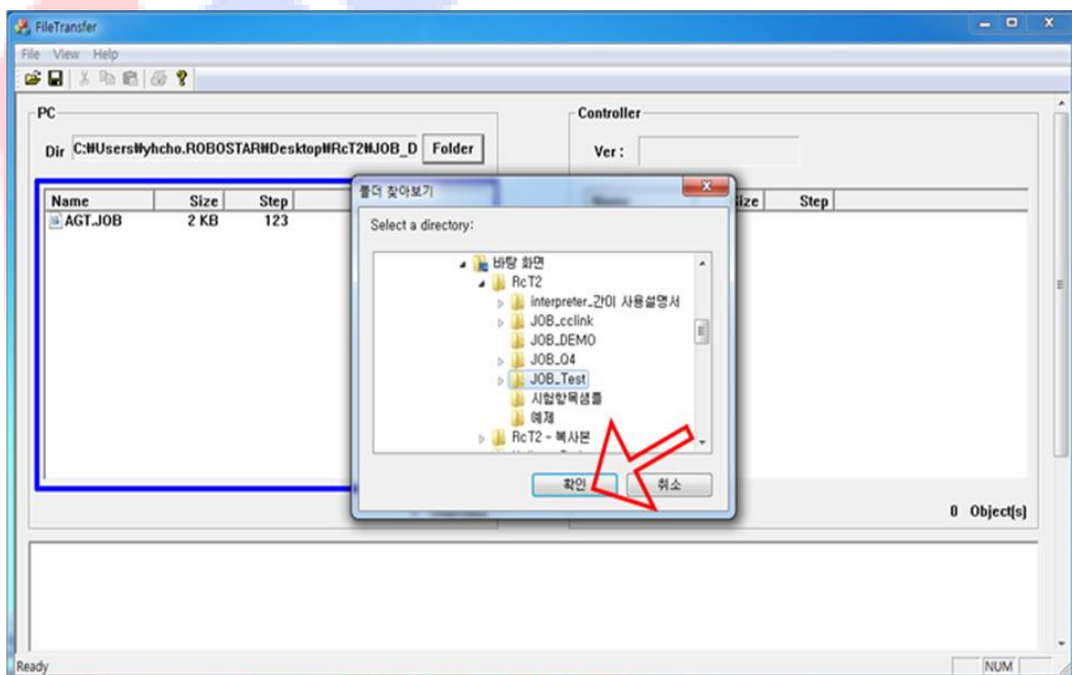 FileTransfer
File View Help
PC
Dir C:₩Users₩yhcho.ROBOSTAR₩Desktop₩RcT2₩JOB_D Folder
Name Size Step
AGT.JOB 2 KB 123
Controller
Ver :
Size Step
폴더 찾아보기
Select a directory:
바탕 화면
RcT2
interpreter_간이 사용설명서
JOB_cclink
JOB_DEMO
JOB_Q4
JOB_Test
시험항목샘플
예제
RcT2 - 복사본
확인 취소
0 Object(s)
Ready NUM